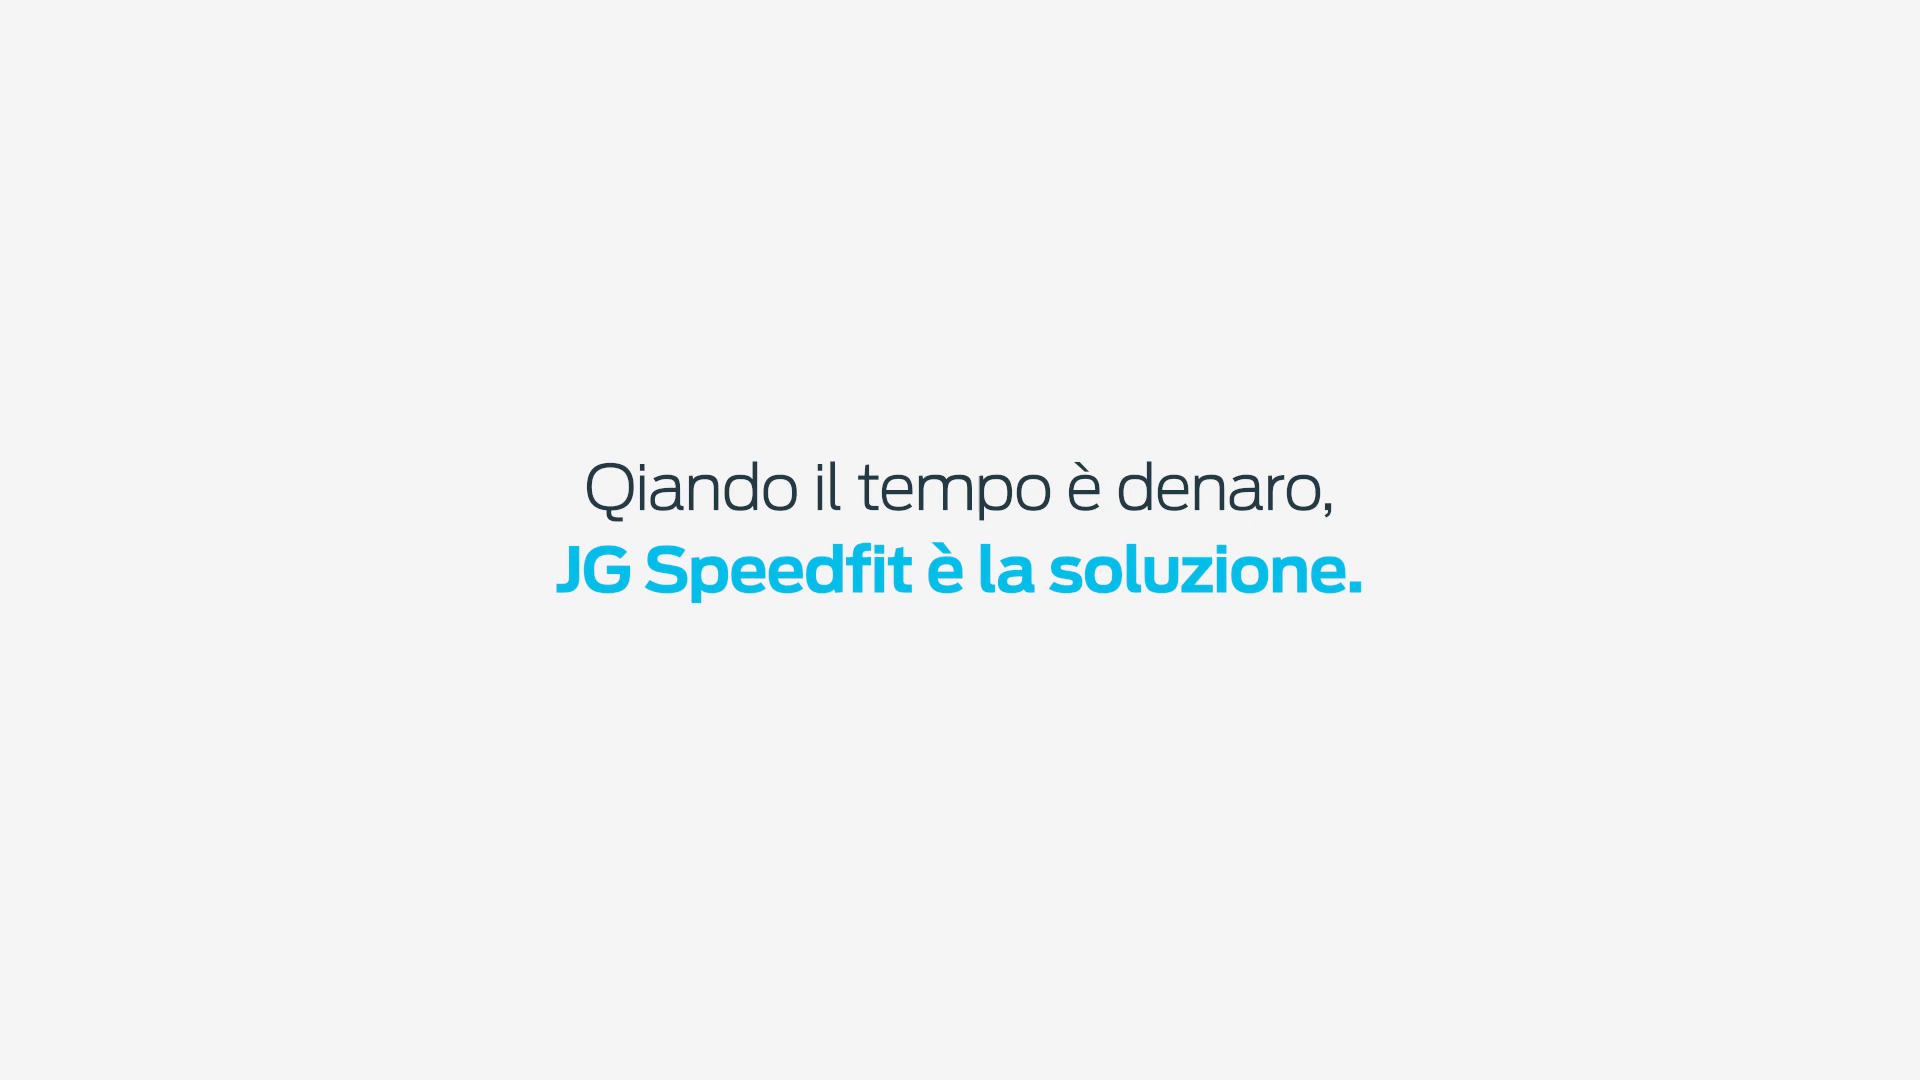 Qiando il tempo è denaro,
JG Speedfit è la soluzione.